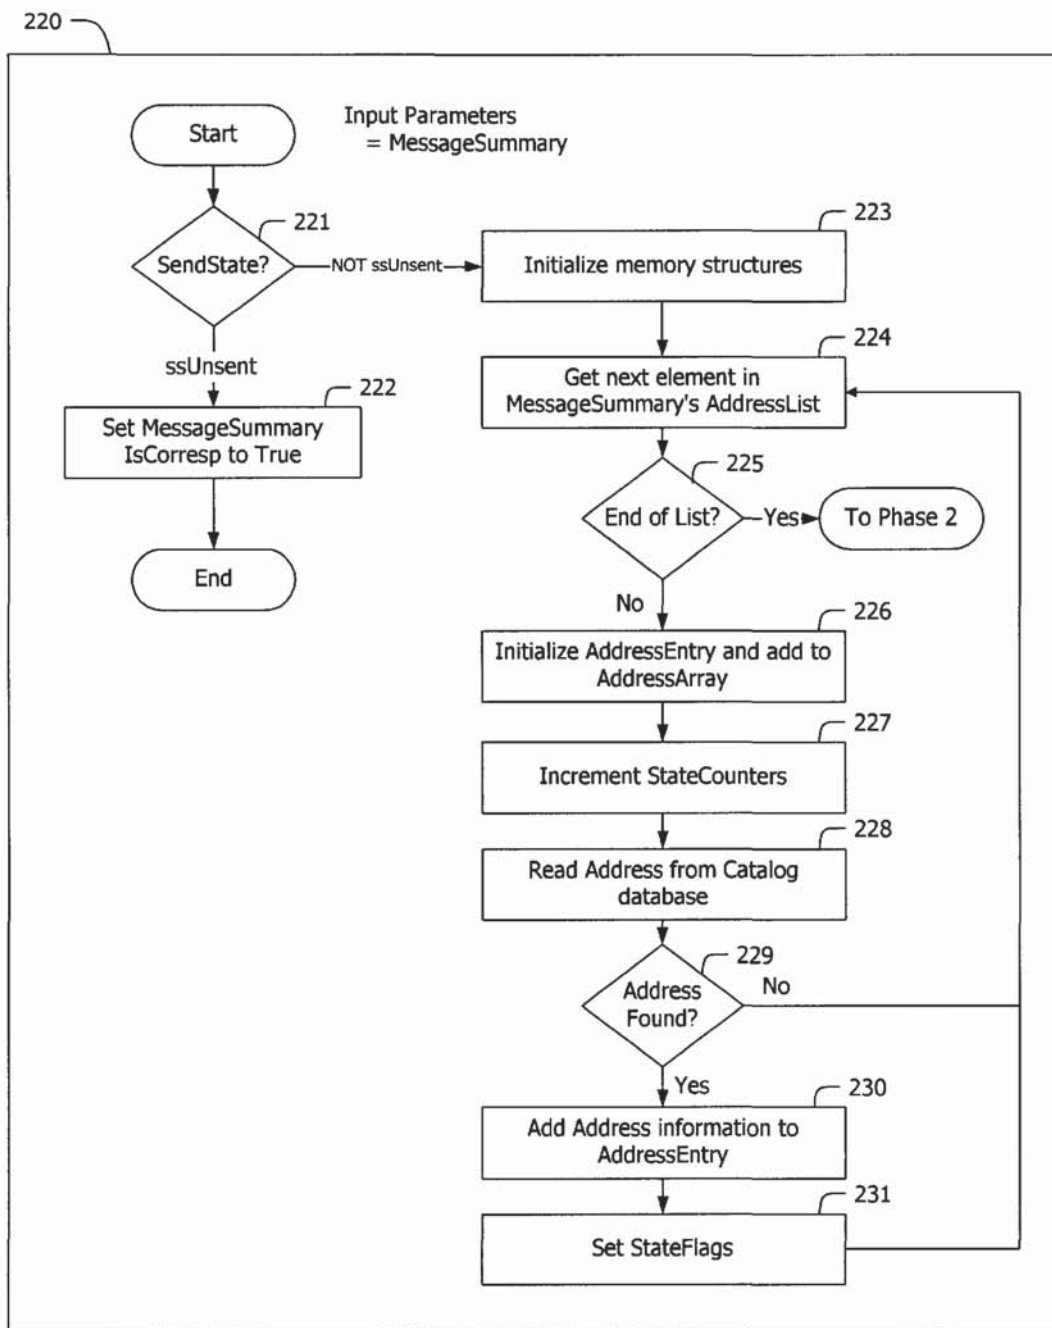 220
Start
Input Parameters
= MessageSummary
221
SendState?
NOT ssUnsent
223
Initialize memory structures
ssUnsent
222
Set MessageSummary
IsCorresp to True
End
224
Get next element in
MessageSummary's AddressList
225
End of List?
Yes
To Phase 2
No
226
Initialize AddressEntry and add to
AddressArray
227
Increment StateCounters
228
Read Address from Catalog
database
229
Address
Found?
No
Yes
230
Add Address information to
AddressEntry
231
Set StateFlags